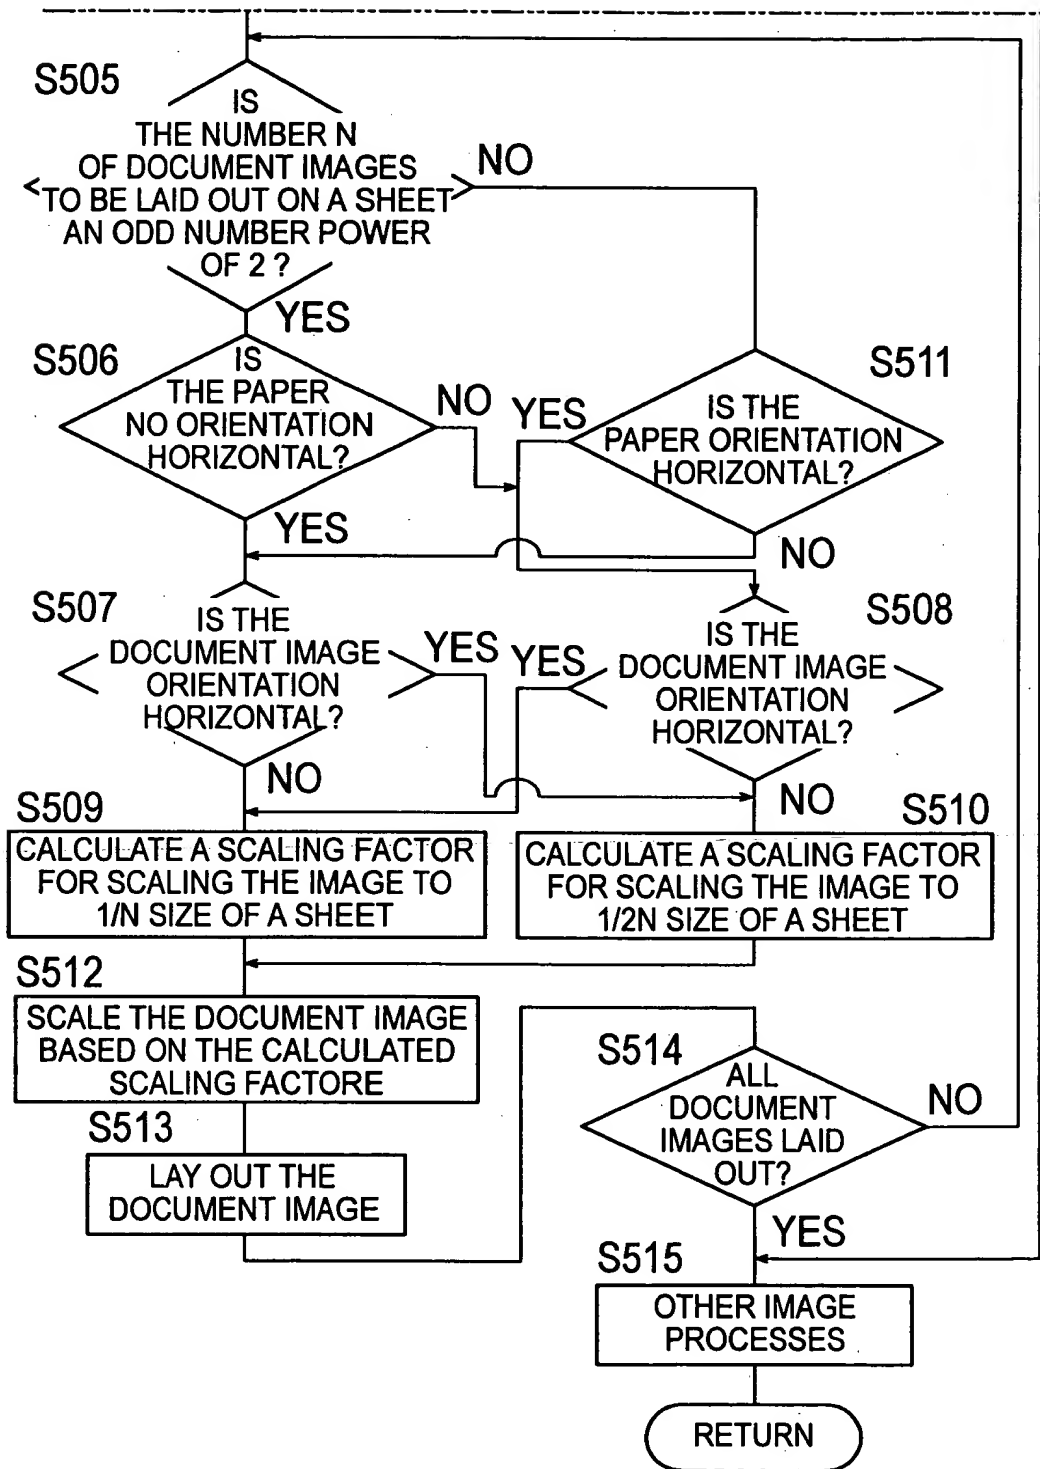 S505
IS
THE NUMBER N
OF DOCUMENT IMAGES
TO BE LAID OUT ON A SHEET
AN ODD NUMBER POWER
OF 2 ?
NO
YES
S506
IS
THE PAPER
NO ORIENTATION
HORIZONTAL?
NO
YES
S511
IS THE
PAPER ORIENTATION
HORIZONTAL?
YES
NO
S507
IS THE
DOCUMENT IMAGE
ORIENTATION
HORIZONTAL?
YES
NO
S508
IS THE
DOCUMENT IMAGE
ORIENTATION
HORIZONTAL?
YES
NO
S509
CALCULATE A SCALING FACTOR
FOR SCALING THE IMAGE TO
1/N SIZE OF A SHEET
S510
CALCULATE A SCALING FACTOR
FOR SCALING THE IMAGE TO
1/2N SIZE OF A SHEET
S512
SCALE THE DOCUMENT IMAGE
BASED ON THE CALCULATED
SCALING FACTORE
S513
LAY OUT THE
DOCUMENT IMAGE
S514
ALL
DOCUMENT
IMAGES LAID
OUT?
NO
YES
S515
OTHER IMAGE
PROCESSES
RETURN